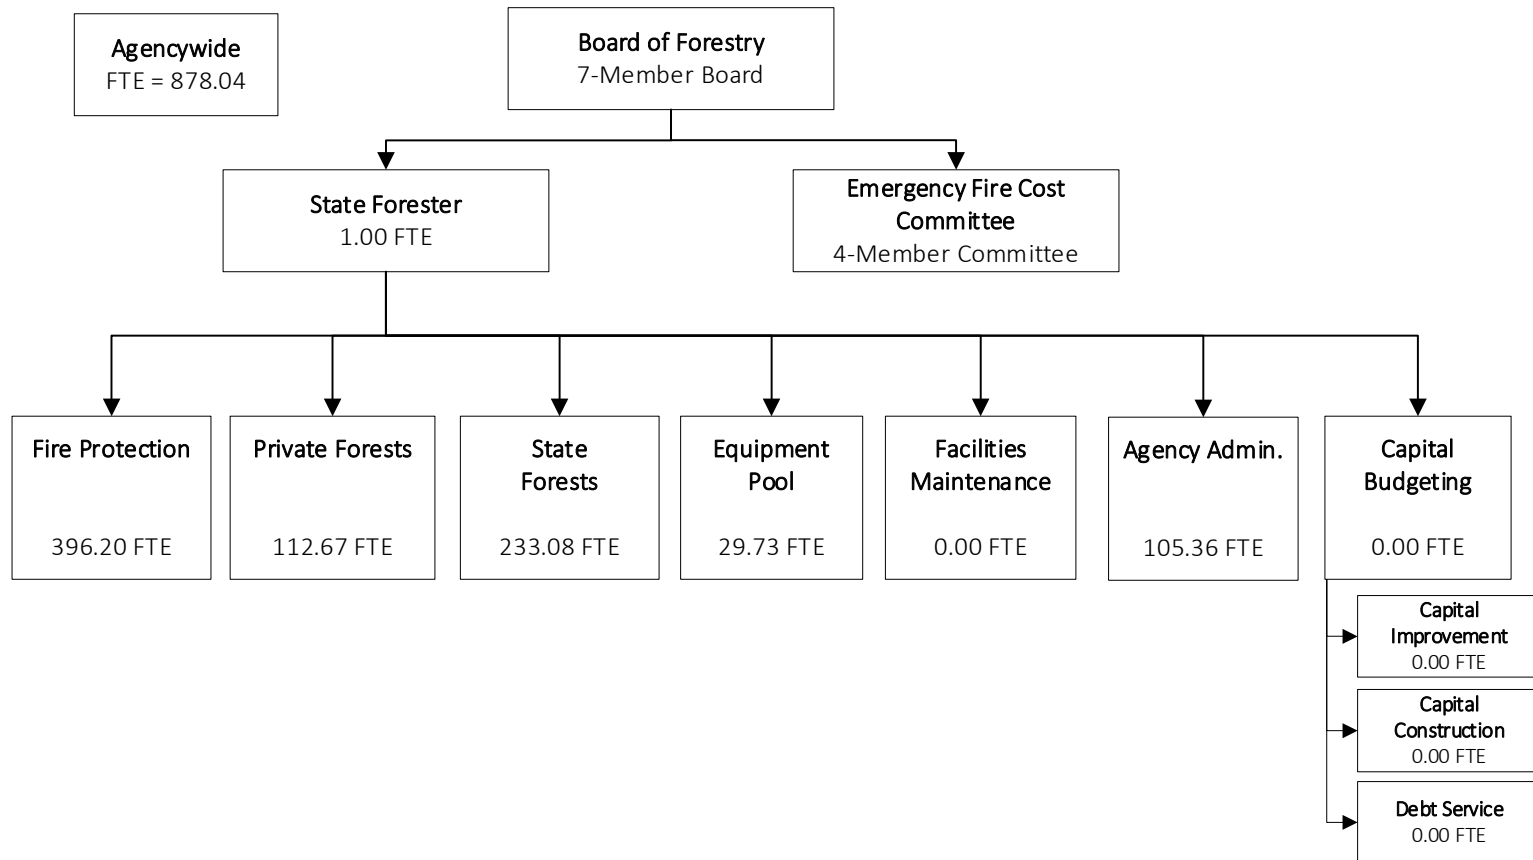 Agencywide
FTE = 878.04
Board of Forestry
7-Member Board
State Forester
1.00 FTE
Emergency Fire Cost
Committee
4-Member Committee
Fire Protection
396.20 FTE
Private Forests
112.67 FTE
State
Forests
233.08 FTE
Equipment
Pool
29.73 FTE
Facilities
Maintenance
0.00 FTE
Agency Admin.
105.36 FTE
Capital
Budgeting
0.00 FTE
Capital
Improvement
0.00 FTE
Capital
Construction
0.00 FTE
Debt Service
0.00 FTE